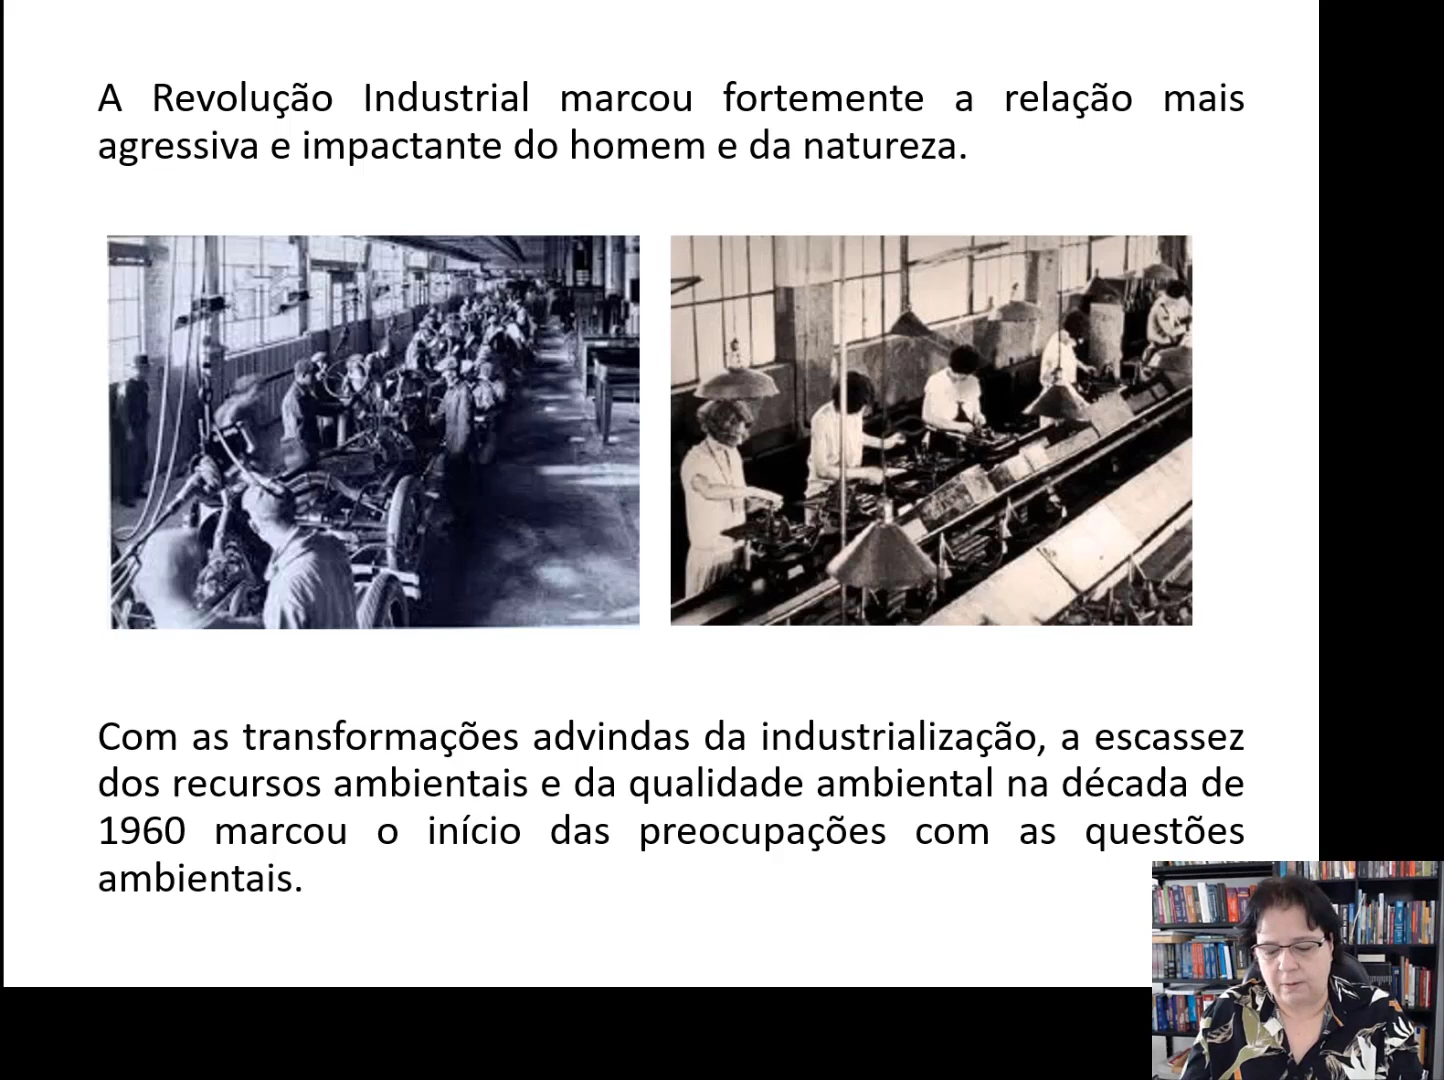 A Revolução Industrial marcou fortemente a relação mais
agressiva e impactante do homem e da natureza.
Com as transformações advindas da industrialização, a escassez
dos recursos ambientais e da qualidade ambiental na década de
1960 marcou o início das preocupações com as questões
ambientais.